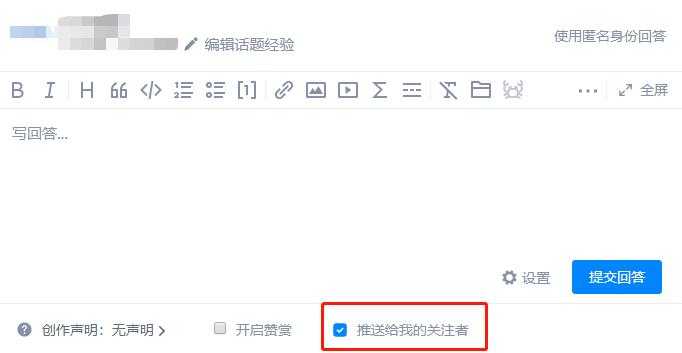 编辑话题经验
使用匿名身份回答
B I H 66 </> [1] Σ T ... 全屏
写回答...
设置
提交回答
? 创作声明：无声明 > 开启赞赏 推送给我的关注者